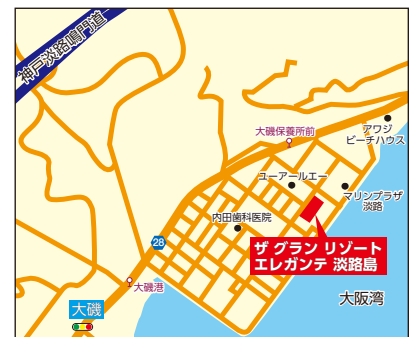 神戸淡路鳴門道
アワジ
ビーチハウス
大磯保養所前
ユーアールエー
マリンプラザ
淡路
内田歯科医院
28
ザ グラン リゾート
エレガンテ 淡路島
大磯港
大阪湾
大磯